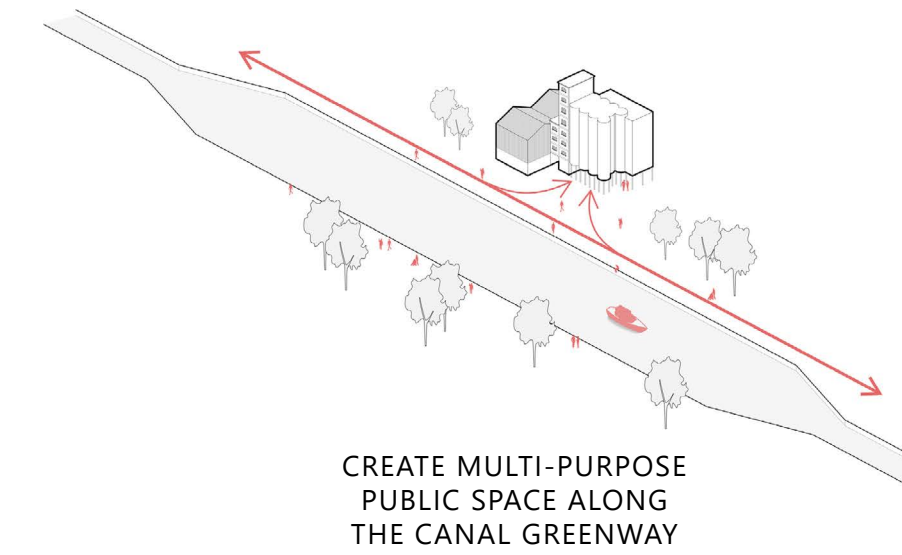 CREATE MULTI-PURPOSE
PUBLIC SPACE ALONG
THE CANAL GREENWAY